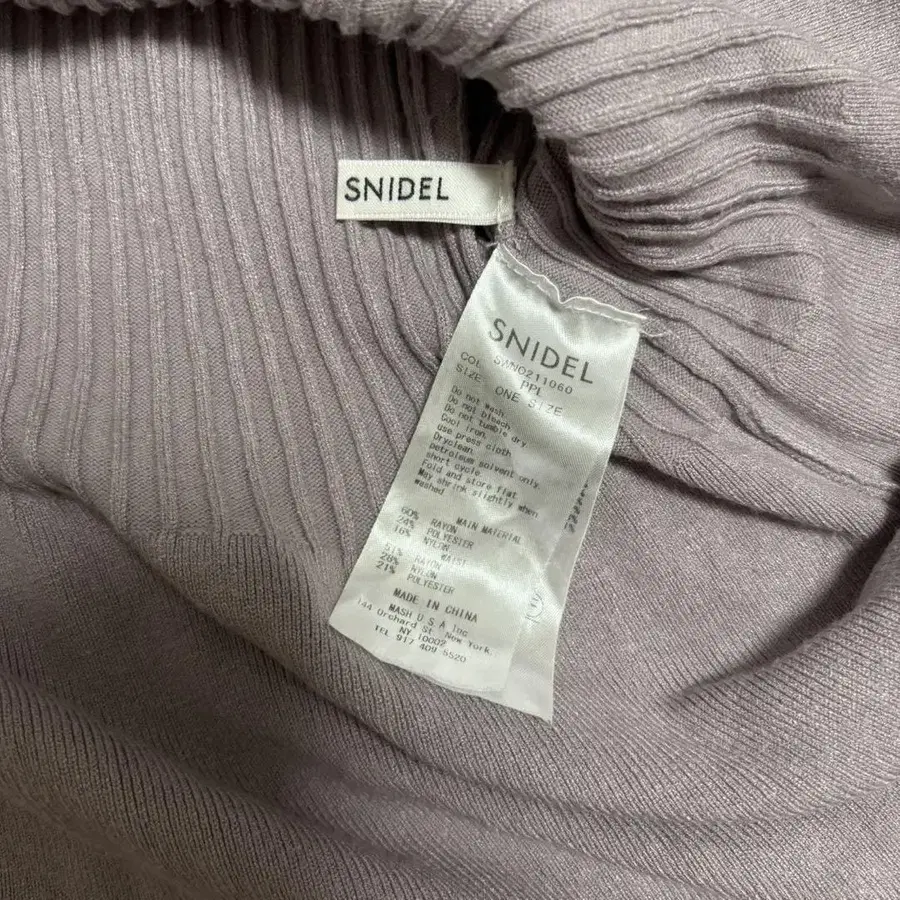 SNIDEL
SNIDEL
SWNO211060
COL PPL
SIZE ONE SIZE
Do not wash
Do not bleach
Do not tumble dry
Cool iron.
use press cloth
Dryclean
petroleum solvent only
short cycle
Fold and store flat
May shrink slightly when
washed
MAIN MATERIAL
60% RAYON
24% POLYESTER
16% NYLON
WAIST
51% RAYON
28% NYLON
21% POLYESTER
MADE IN CHINA
MASH U S A Inc
144 Orchard St. New York.
NY 10002
TEL 917 409 5520